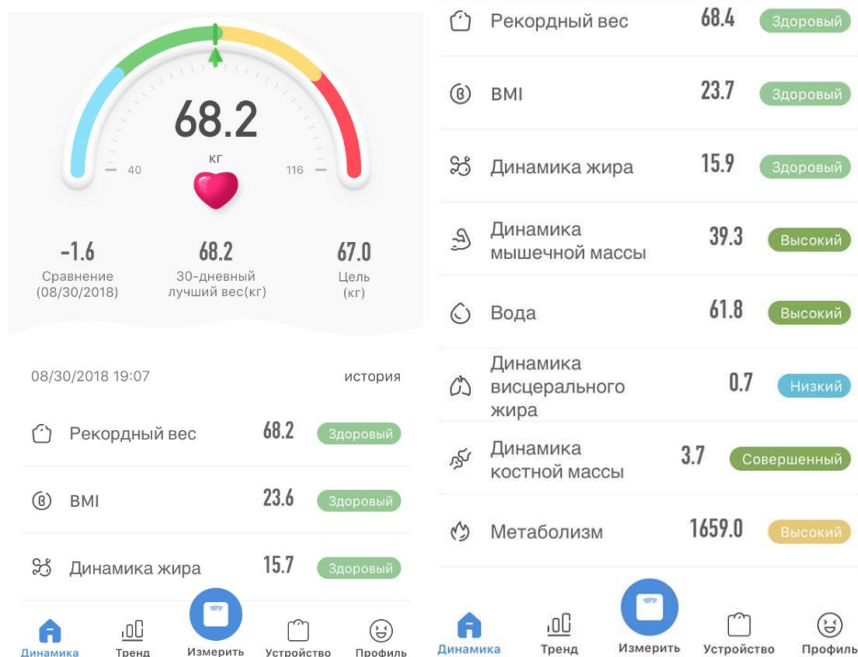 68.2
кг
40
116
-1.6
68.2
67.0
Сравнение
(08/30/2018)
30-дневный
лучший вес(кг)
Цель
(кг)
08/30/2018 19:07
история
Рекордный вес 68.2 Здоровый
BMI 23.6 Здоровый
Динамика жира 15.7 Здоровый
Динамика
Тренд
Измерить
Устройство
Профиль
Рекордный вес 68.4 Здоровый
BMI 23.7 Здоровый
Динамика жира 15.9 Здоровый
Динамика
мышечной массы
39.3 Высокий
Вода 61.8 Высокий
Динамика
висцерального
жира
0.7 Низкий
Динамика
костной массы
3.7 Совершенный
Метаболизм 1659.0 Высокий
Динамика
Тренд
Измерить
Устройство
Профиль